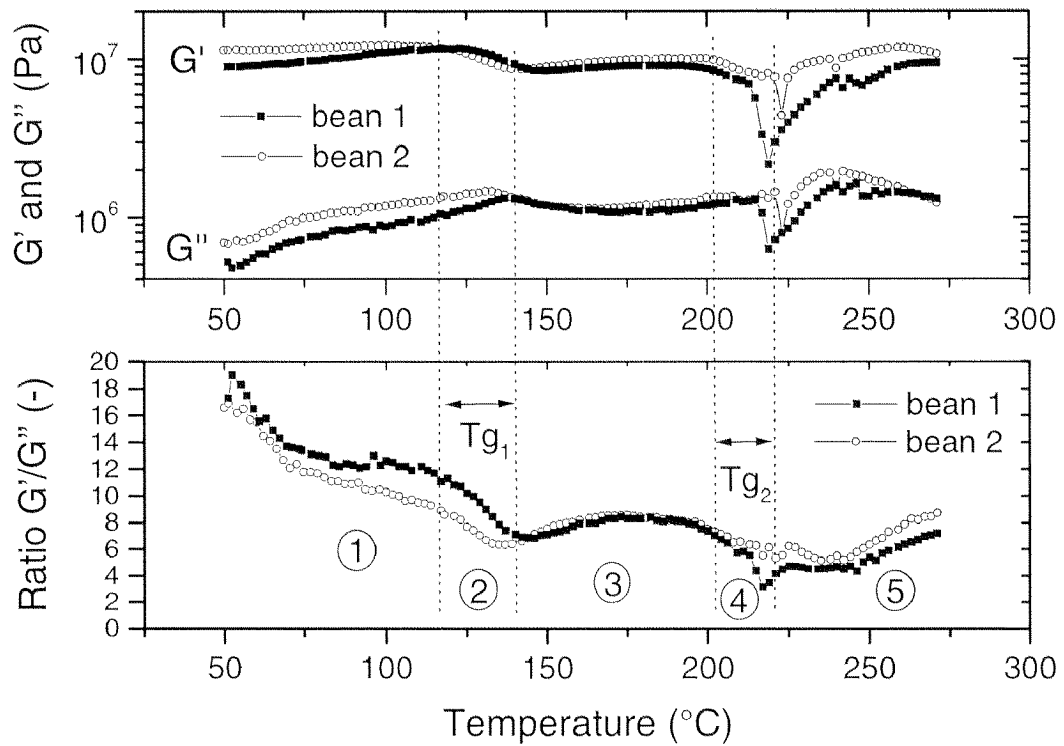 G' and G'' (Pa)
10⁷
10⁶
G'
bean 1
bean 2
G''
50 100 150 200 250 300
Ratio G'/G'' (-)
20
18
16
14
12
10
8
6
4
2
0
bean 1
bean 2
Tg₁
Tg₂
1
2
3
4
5
50 100 150 200 250 300
Temperature (°C)